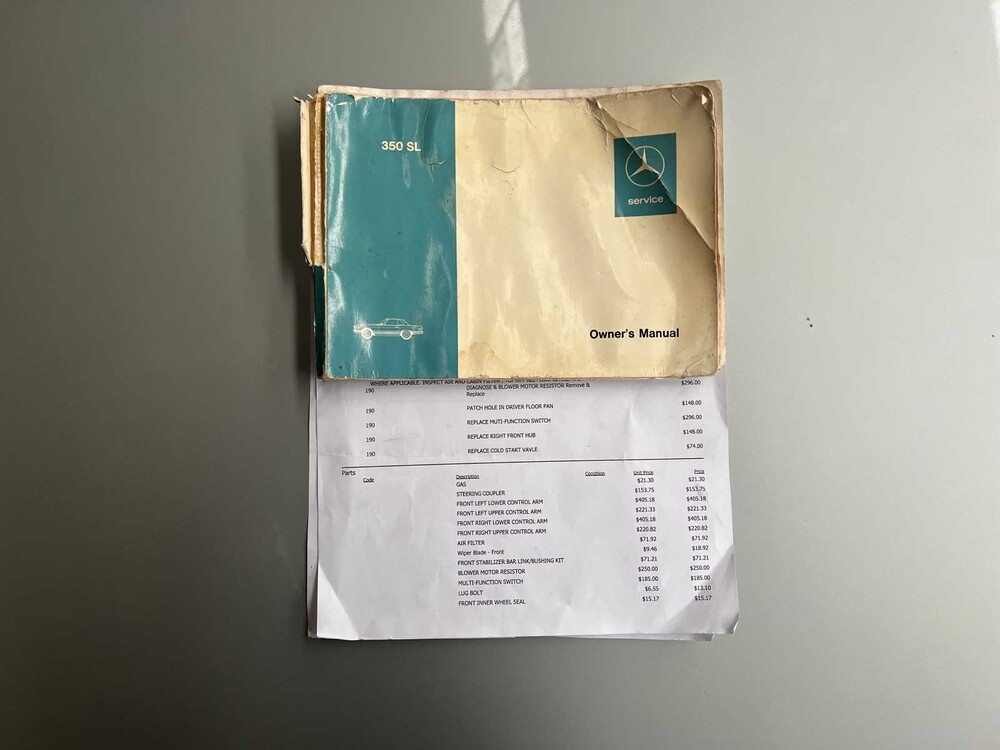 350 SL
service
Owner's Manual
WHERE APPLICABLE. INSPECT AIR AND CABIN FILTER
190 DIAGNOSE & BLOWER MOTOR RESISTOR Remove & Replace $296.00
190 PATCH HOLE IN DRIVER FLOOR PAN $148.00
190 REPLACE MUTI-FUNCTION SWITCH $296.00
190 REPLACE RIGHT FRONT HUB $148.00
190 REPLACE COLD START VAVLE $74.00
Parts
Code Description Condition Unit Price Price
GAS $21.30 $21.30
STEERING COUPLER $153.75 $153.75
FRONT LEFT LOWER CONTROL ARM $405.18 $405.18
FRONT LEFT UPPER CONTROL ARM $221.33 $221.33
FRONT RIGHT LOWER CONTROL ARM $405.18 $405.18
FRONT RIGHT UPPER CONTROL ARM $220.82 $220.82
AIR FILTER $71.92 $71.92
Wiper Blade - Front $9.46 $18.92
FRONT STABILIZER BAR LINK/BUSHING KIT $71.21 $71.21
BLOWER MOTOR RESISTOR $250.00 $250.00
MULTI-FUNCTION SWITCH $185.00 $185.00
LUG BOLT $6.55 $13.10
FRONT INNER WHEEL SEAL $15.17 $15.17